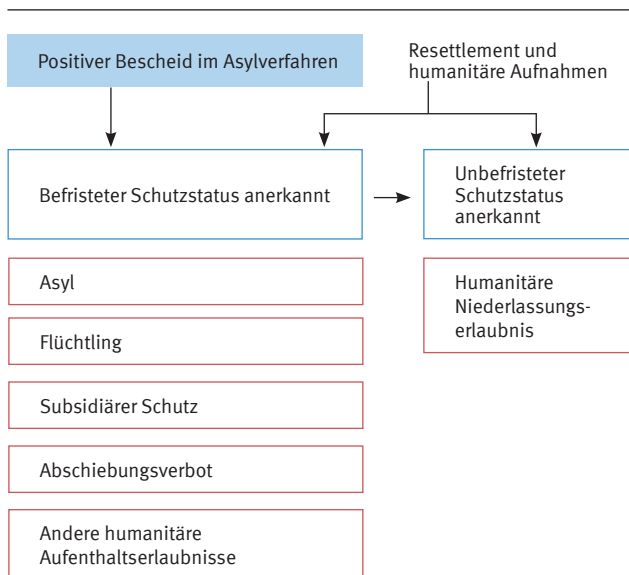 Positiver Bescheid im Asylverfahren
Resettlement und
humanitäre Aufnahmen
Befristeter Schutzstatus anerkannt
Unbefristeter
Schutzstatus
anerkannt
Asyl
Flüchtling
Subsidiärer Schutz
Abschiebungsverbot
Andere humanitäre
Aufenthaltserlaubnisse
Humanitäre
Niederlassungs-
erlaubnis